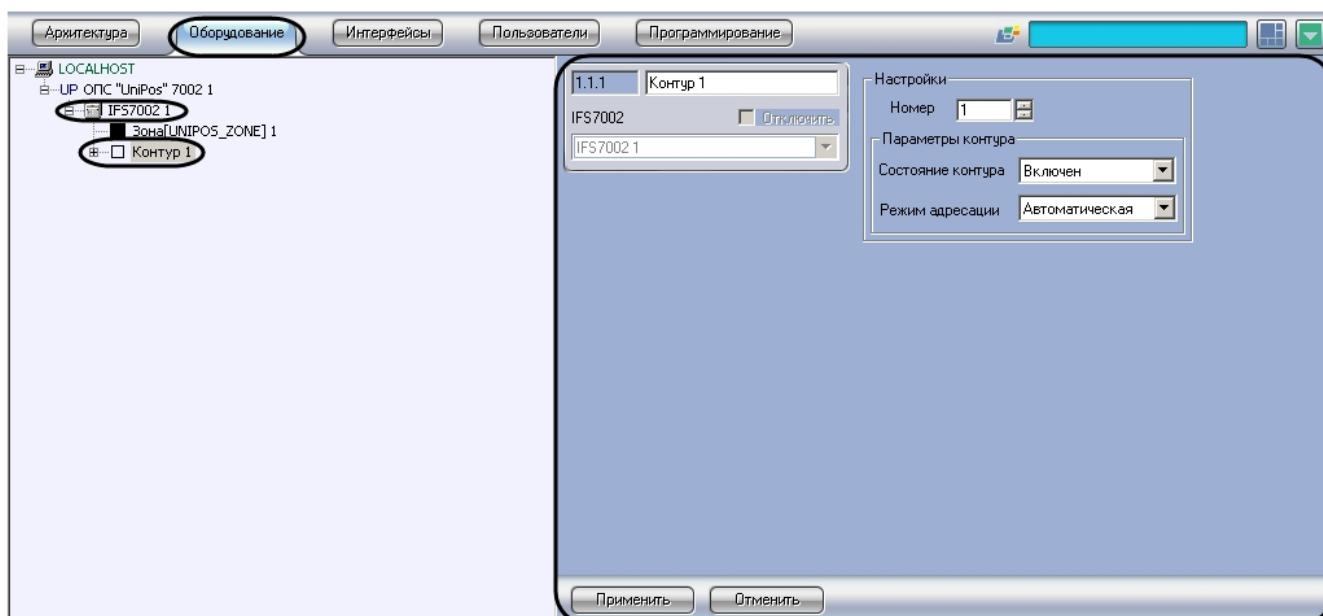 Архитектура Оборудование Интерфейсы Пользователи Программирование
LOCALHOST
UP ОПС "UniPos" 7002 1
IFS7002 1
Зона[UNIPOS_ZONE] 1
Контур 1
1.1.1 Контур 1
IFS7002 Отключить
IFS7002 1
Настройки
Номер 1
Параметры контура
Состояние контура Включен
Режим адресации Автоматическая
Применить Отменить